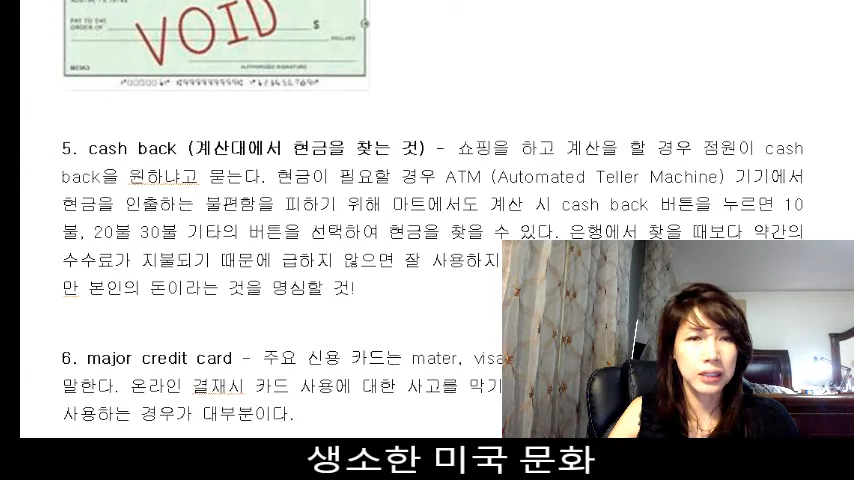 PAY TO THE
ORDER OF
$
VOID
DOLLARS
MEMO
5. cash back (계산대에서 현금을 찾는 것) - 쇼핑을 하고 계산을 할 경우 점원이 cash
back을 원하냐고 묻는다. 현금이 필요할 경우 ATM (Automated Teller Machine) 기기에서
현금을 인출하는 불편함을 피하기 위해 마트에서도 계산 시 cash back 버튼을 누르면 10
불, 20불 30불 기타의 버튼을 선택하여 현금을 찾을 수 있다. 은행에서 찾을 때보다 약간의
수수료가 지불되기 때문에 급하지 않으면 잘 사용하지
만 본인의 돈이라는 것을 명심할 것!
6. major credit card - 주요 신용 카드는 mater, visa
말한다. 온라인 결재시 카드 사용에 대한 사고를 막기
사용하는 경우가 대부분이다.
생소한 미국 문화